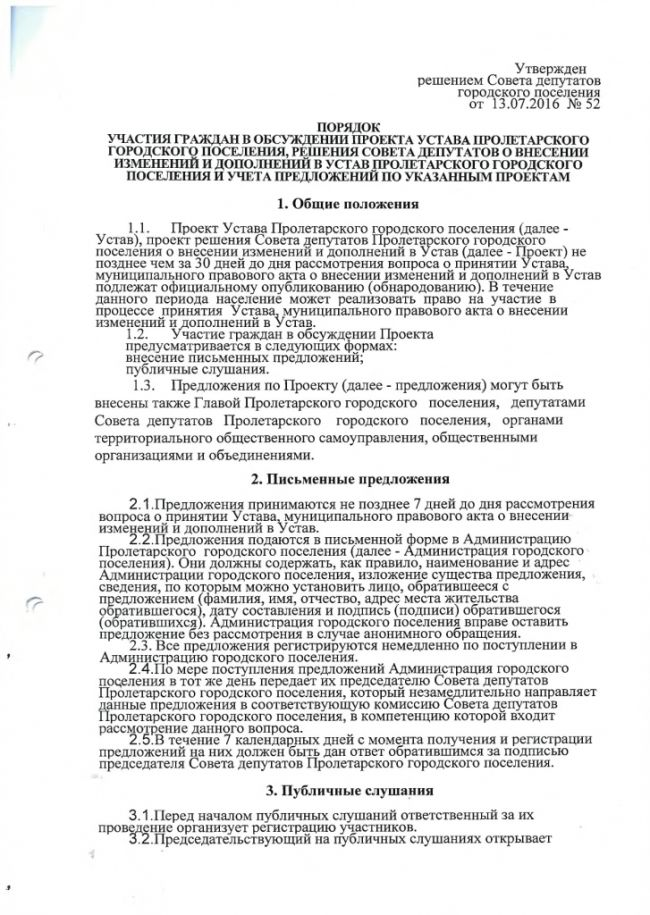 Утвержден
решением Совета депутатов
городского поселения
от 13.07.2016 № 52
ПОРЯДОК
УЧАСТИЯ ГРАЖДАН В ОБСУЖДЕНИИ ПРОЕКТА УСТАВА ПРОЛЕТАРСКОГО
ГОРОДСКОГО ПОСЕЛЕНИЯ, РЕШЕНИЯ СОВЕТА ДЕПУТАТОВ О ВНЕСЕНИИ
ИЗМЕНЕНИЙ И ДОПОЛНЕНИЙ В УСТАВ ПРОЛЕТАРСКОГО ГОРОДСКОГО
ПОСЕЛЕНИЯ И УЧЕТА ПРЕДЛОЖЕНИЙ ПО УКАЗАННЫМ ПРОЕКТАМ
1. Общие положения
1.1. Проект Устава Пролетарского городского поселения (далее -
Устав), проект решения Совета депутатов Пролетарского городского
поселения о внесении изменений и дополнений в Устав (далее - Проект) не
позднее чем за 30 дней до дня рассмотрения вопроса о принятии Устава,
муниципального правового акта о внесении изменений и дополнений в Устав
подлежат официальному опубликованию (обнародованию). В течение
данного периода население может реализовать право на участие в
процессе принятия Устава, муниципального правового акта о внесении
изменений и дополнений в Устав.
1.2. Участие граждан в обсуждении Проекта
предусматривается в следующих формах:
внесение письменных предложений;
публичные слушания.
1.3. Предложения по Проекту (далее - предложения) могут быть
внесены также Главой Пролетарского городского поселения, депутатами
Совета депутатов Пролетарского городского поселения, органами
территориального общественного самоуправления, общественными
организациями и объединениями.
2. Письменные предложения
2.1.Предложения принимаются не позднее 7 дней до дня рассмотрения
вопроса о принятии Устава, муниципального правового акта о внесении
изменений и дополнений в Устав.
2.2.Предложения подаются в письменной форме в Администрацию
Пролетарского городского поселения (далее - Администрация городского
поселения). Они должны содержать, как правило, наименование и адрес
Администрации городского поселения, изложение существа предложения,
сведения, по которым можно установить лицо, обратившееся с
предложением (фамилия, имя, отчество, адрес места жительства
обратившегося), дату составления и подпись (подписи) обратившегося
(обратившихся). Администрация городского поселения вправе оставить
предложение без рассмотрения в случае анонимного обращения.
2.3. Все предложения регистрируются немедленно по поступлении в
Администрацию городского поселения.
2.4.По мере поступления предложений Администрация городского
поселения в тот же день передает их председателю Совета депутатов
Пролетарского городского поселения, который незамедлительно направляет
данные предложения в соответствующую комиссию Совета депутатов
Пролетарского городского поселения, в компетенцию которой входит
рассмотрение данного вопроса.
2.5.В течение 7 календарных дней с момента получения и регистрации
предложений на них должен быть дан ответ обратившимся за подписью
председателя Совета депутатов Пролетарского городского поселения.
3. Публичные слушания
3.1.Перед началом публичных слушаний ответственный за их
проведение организует регистрацию участников.
3.2.Председательствующий на публичных слушаниях открывает